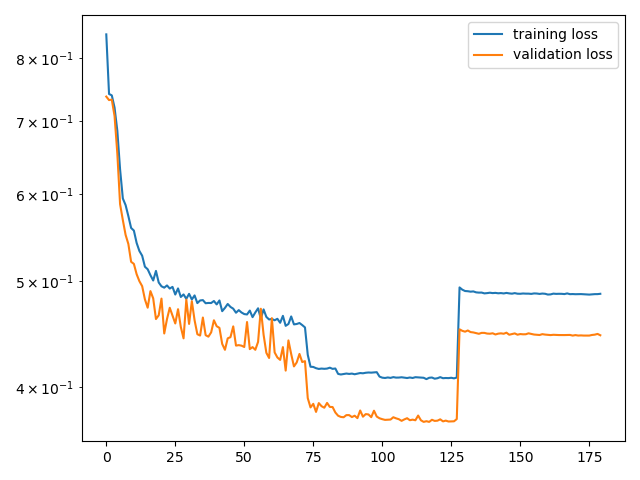 training loss
validation loss
8 × 10⁻¹
7 × 10⁻¹
6 × 10⁻¹
5 × 10⁻¹
4 × 10⁻¹
0 25 50 75 100 125 150 175